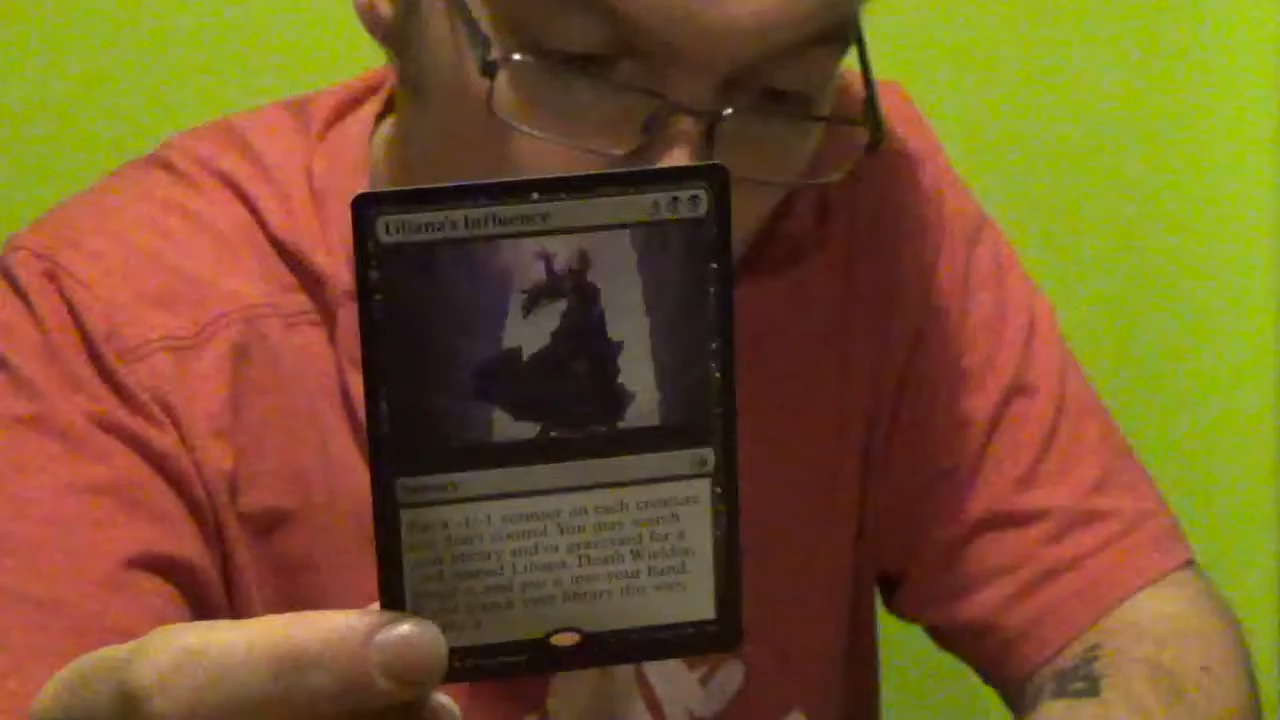 Liliana's Influence
Sorcery
Put a -1/-1 counter on each creature
you don't control. You may search
your library and/or graveyard for a
card named Liliana, Death Wielder,
reveal it, and put it into your hand.
If you search your library this way,